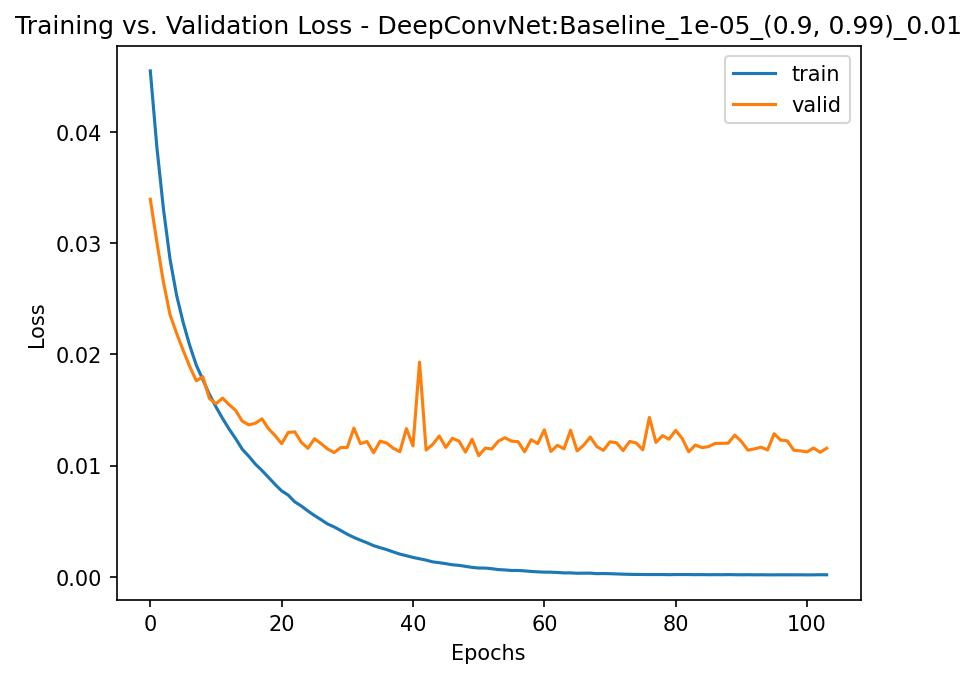 Training vs. Validation Loss - DeepConvNet:Baseline_1e-05_(0.9, 0.99)_0.01
train
valid
0.04
0.03
0.02
0.01
0.00
Loss
0 20 40 60 80 100
Epochs